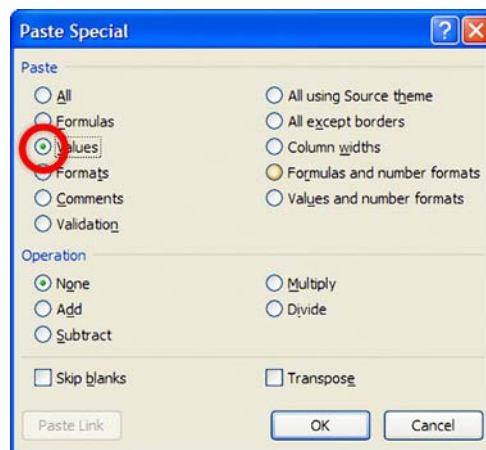 Paste Special
Paste
All
All using Source theme
Formulas
All except borders
Values
Column widths
Formats
Formulas and number formats
Comments
Values and number formats
Validation
Operation
None
Multiply
Add
Divide
Subtract
Skip blanks
Transpose
Paste Link
OK
Cancel